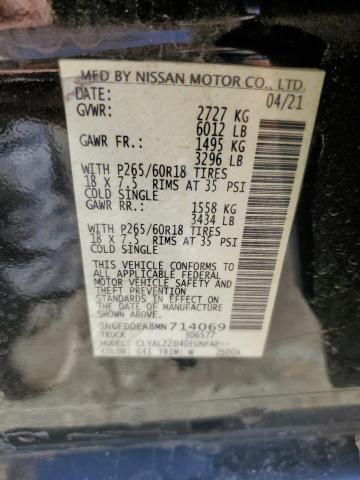 MFD BY NISSAN MOTOR CO., LTD.
DATE: 04/21
GVWR: 2727 KG
6012 LB
GAWR FR.: 1495 KG
3296 LB
WITH P265/60R18 TIRES
18 X 7.5 RIMS AT 35 PSI
COLD SINGLE
GAWR RR.: 1558 KG
3434 LB
WITH P265/60R18 TIRES
18 X 7.5 RIMS AT 35 PSI
COLD SINGLE
THIS VEHICLE CONFORMS TO ALL
APPLICABLE FEDERAL
MOTOR VEHICLE SAFETY AND
THEFT PREVENTION
STANDARDS IN EFFECT ON THE
DATE OF MANUFACTURE
SHOWN ABOVE.
714069
TRUCK 306577
COLOR: G41 TRIM: W